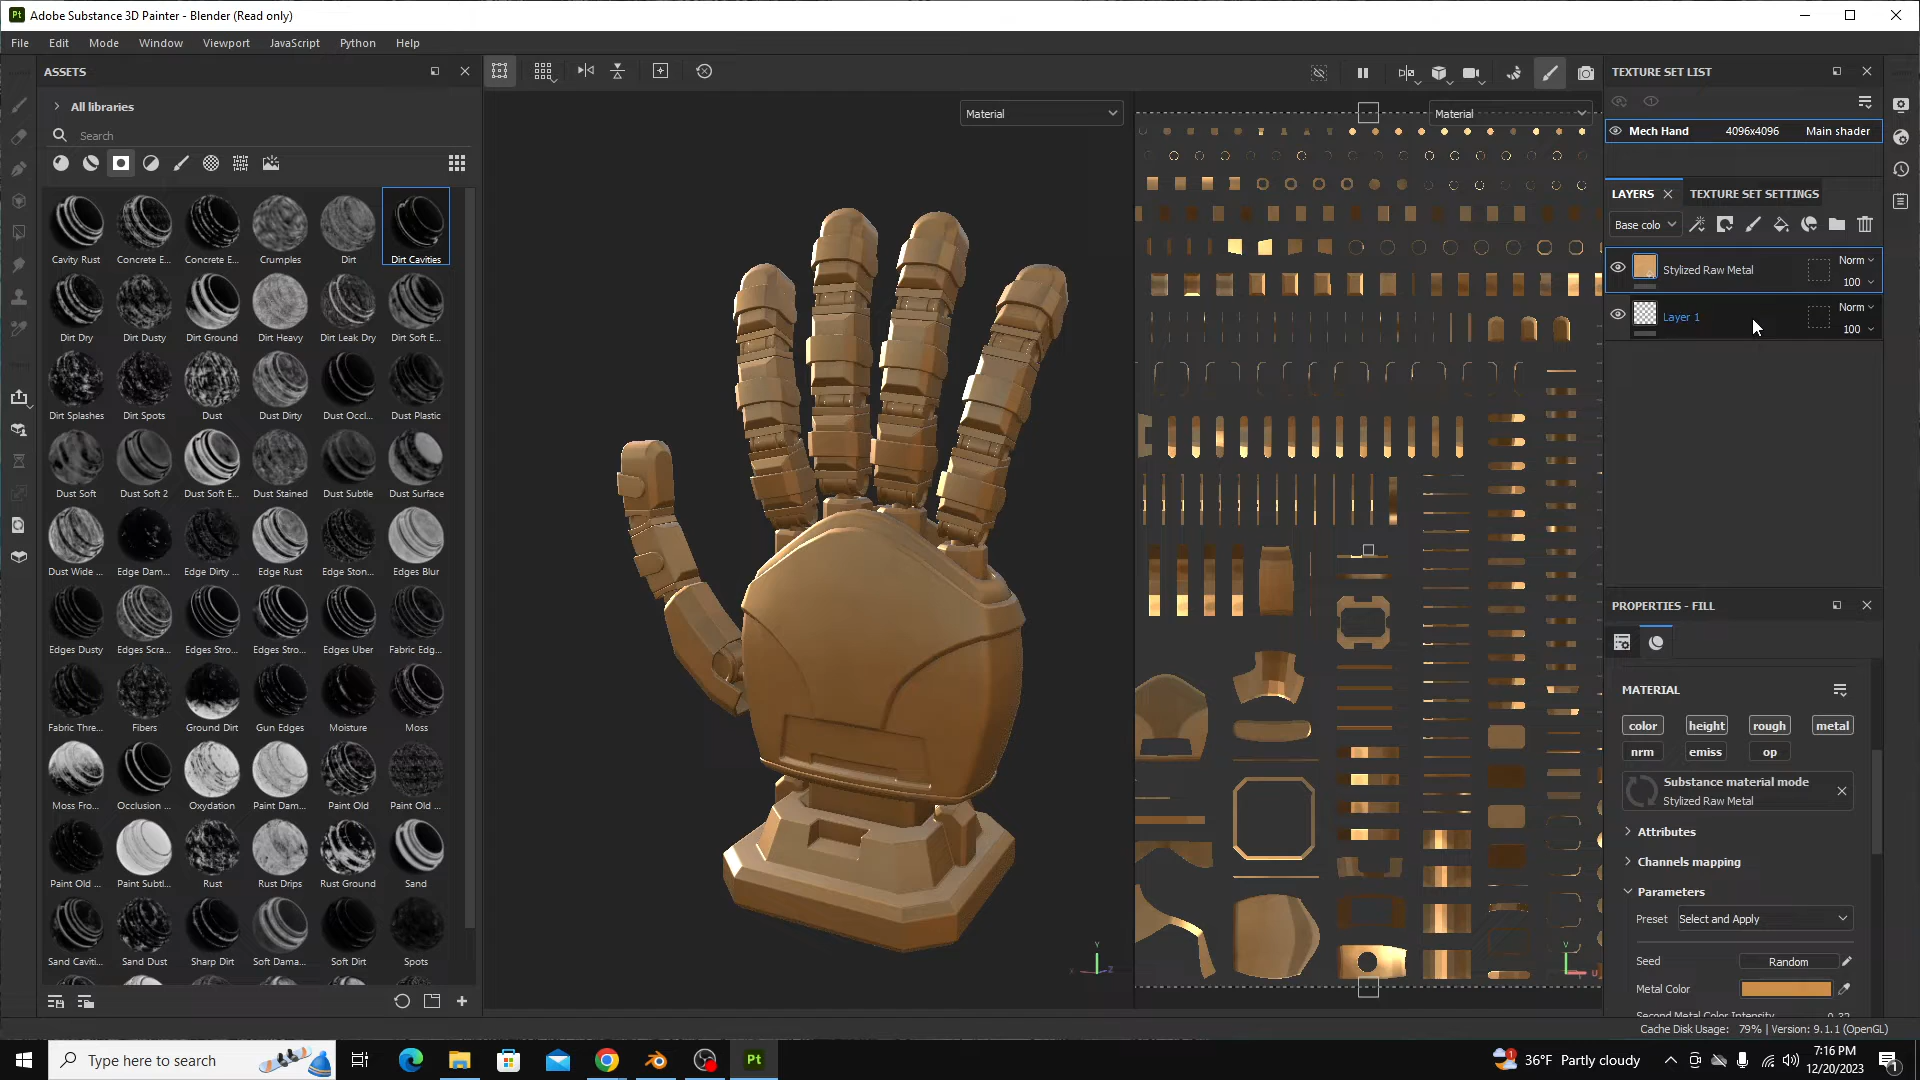 Pt Adobe Substance 3D Painter - Blender (Read only)
File Edit Mode Window Viewport JavaScript Python Help
ASSETS
All libraries
Search
Cavity Rust Concrete E... Concrete E... Crumples Dirt Dirt Cavities
Dirt Dry Dirt Dusty Dirt Ground Dirt Heavy Dirt Leak Dry Dirt Soft E...
Dirt Splashes Dirt Spots Dust Dust Dirty Dust Occl... Dust Plastic
Dust Soft Dust Soft 2 Dust Soft E... Dust Stained Dust Subtle Dust Surface
Dust Wide ... Edge Dam... Edge Dirty ... Edge Rust Edge Ston... Edges Blur
Edges Dusty Edges Scra... Edges Stro... Edges Stro... Edges Uber Fabric Edg...
Fabric Thre... Fibers Ground Dirt Gun Edges Moisture Moss
Moss Fro... Occlusion ... Oxydation Paint Dam... Paint Old Paint Old ...
Paint Old ... Paint Subtl... Rust Rust Drips Rust Ground Sand
Sand Caviti... Sand Dust Sharp Dirt Soft Dama... Soft Dirt Spots
Material
Y
X
Z
Material
V
U
TEXTURE SET LIST
Mech Hand 4096x4096 Main shader
LAYERS TEXTURE SET SETTINGS
Base colo
Stylized Raw Metal Norm
100
Layer 1 Norm
100
PROPERTIES - FILL
MATERIAL
color height rough metal
nrm emiss op
Substance material mode
Stylized Raw Metal
Attributes
Channels mapping
Parameters
Preset Select and Apply
Seed Random
Metal Color
Second Metal Color Intensity 0.32
Cache Disk Usage: 79% | Version: 9.1.1 (OpenGL)
Type here to search
Pt
1
36°F Partly cloudy
7:16 PM
12/20/2023
1